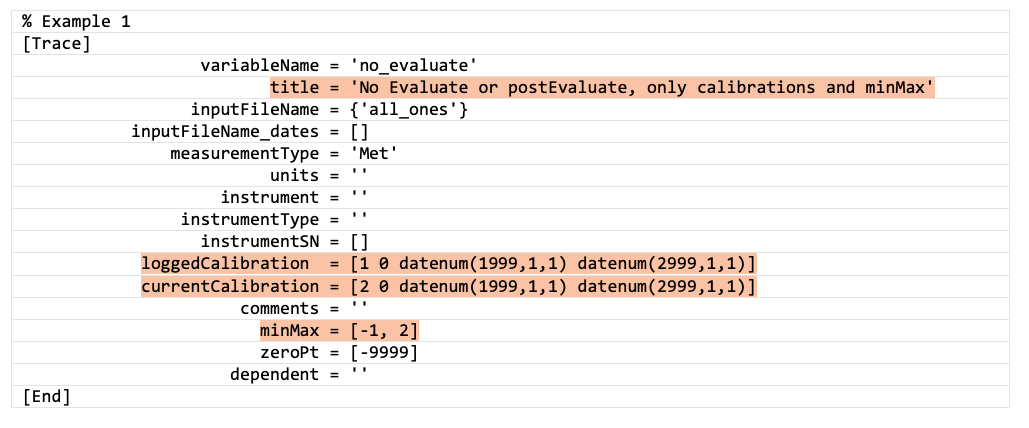 % Example 1
[Trace]
variableName = 'no_evaluate'
title = 'No Evaluate or postEvaluate, only calibrations and minMax'
inputFileName = {'all_ones'}
inputFileName_dates = []
measurementType = 'Met'
units = ''
instrument = ''
instrumentType = ''
instrumentSN = []
loggedCalibration = [1 0 datenum(1999,1,1) datenum(2999,1,1)]
currentCalibration = [2 0 datenum(1999,1,1) datenum(2999,1,1)]
comments = ''
minMax = [-1, 2]
zeroPt = [-9999]
dependent = ''
[End]